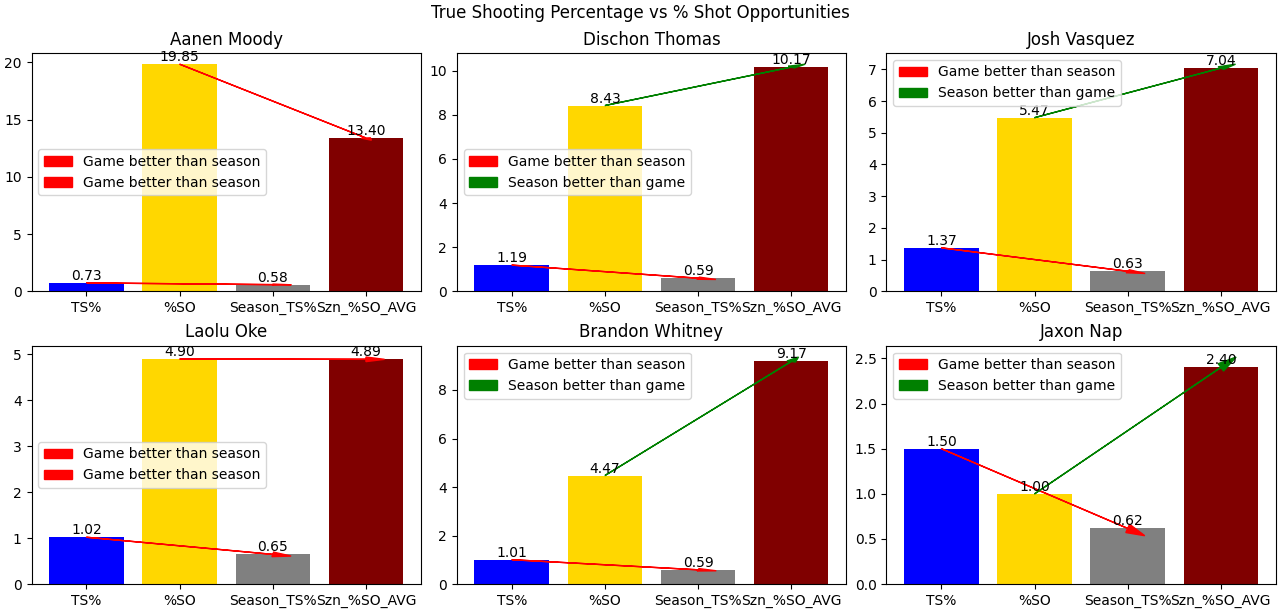 True Shooting Percentage vs % Shot Opportunities
Aanen Moody
20
15
10
5
0
0.73
19.85
0.58
13.40
Game better than season
Game better than season
TS%
%SO
Season_TS%
Szn_%SO_AVG
Dischon Thomas
10
8
6
4
2
0
1.19
8.43
0.59
10.17
Game better than season
Season better than game
TS%
%SO
Season_TS%
Szn_%SO_AVG
Josh Vasquez
7
6
5
4
3
2
1
0
Game better than season
Season better than game
1.37
5.47
0.63
7.04
TS%
%SO
Season_TS%
Szn_%SO_AVG
Laolu Oke
5
4
3
2
1
0
1.02
4.90
0.65
4.89
Game better than season
Game better than season
TS%
%SO
Season_TS%
Szn_%SO_AVG
Brandon Whitney
8
6
4
2
0
Game better than season
Season better than game
1.01
4.47
0.59
9.17
TS%
%SO
Season_TS%
Szn_%SO_AVG
Jaxon Nap
2.5
2.0
1.5
1.0
0.5
0.0
Game better than season
Season better than game
1.50
1.00
0.62
2.40
TS%
%SO
Season_TS%
Szn_%SO_AVG